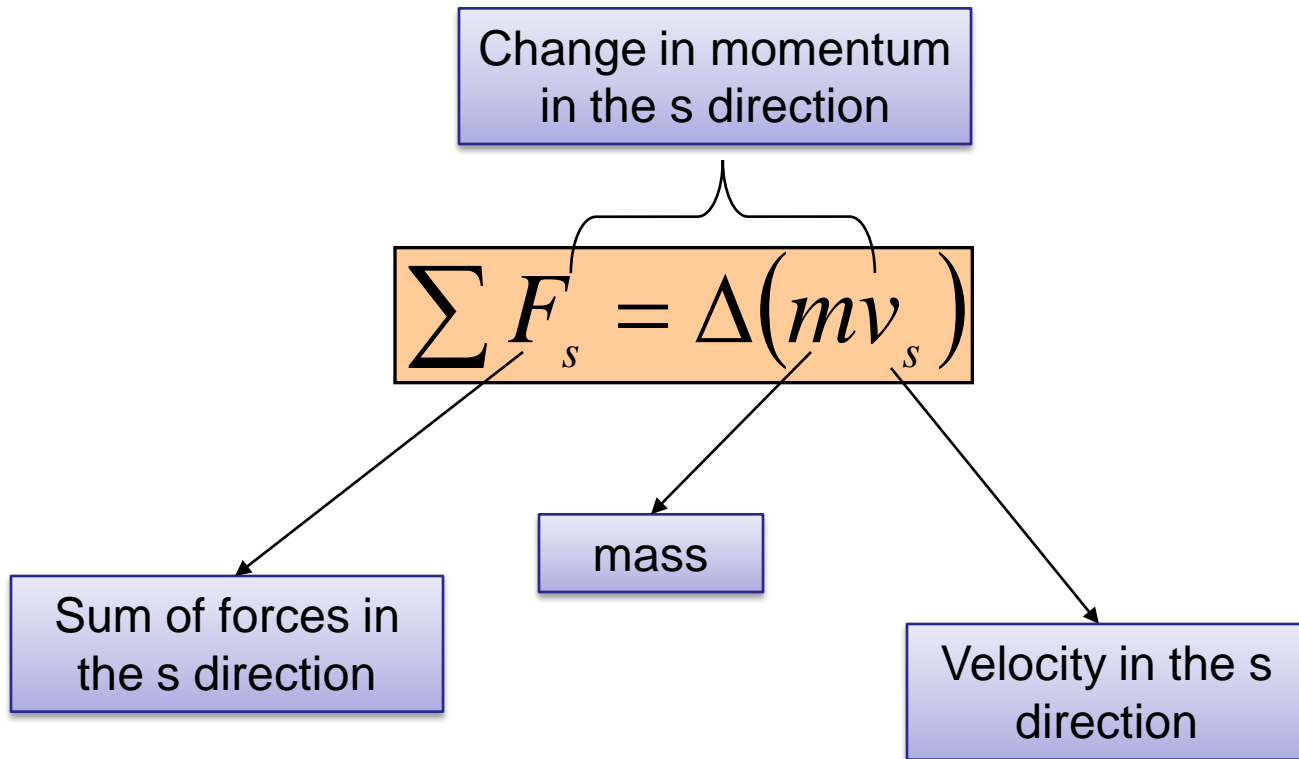 Change in momentum
in the s direction
∑ F_s = Δ(mv_s)
mass
Sum of forces in
the s direction
Velocity in the s
direction